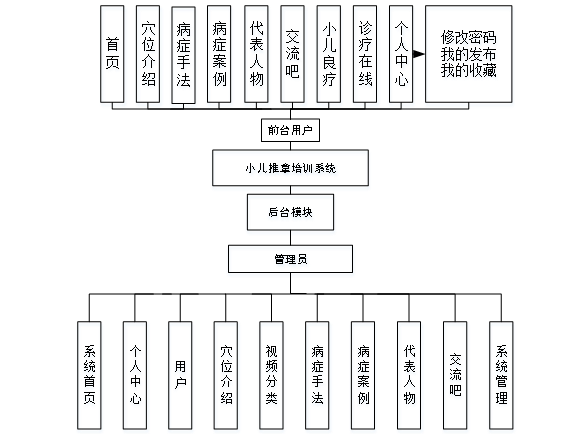 首页
穴位介绍
病症手法
病症案例
代表人物
交流吧
小儿良疗
诊疗在线
个人中心
修改密码
我的发布
我的收藏
前台用户
小儿推拿培训系统
后台模块
管理员
系统首页
个人中心
用户
穴位介绍
视频分类
病症手法
病症案例
代表人物
交流吧
系统管理